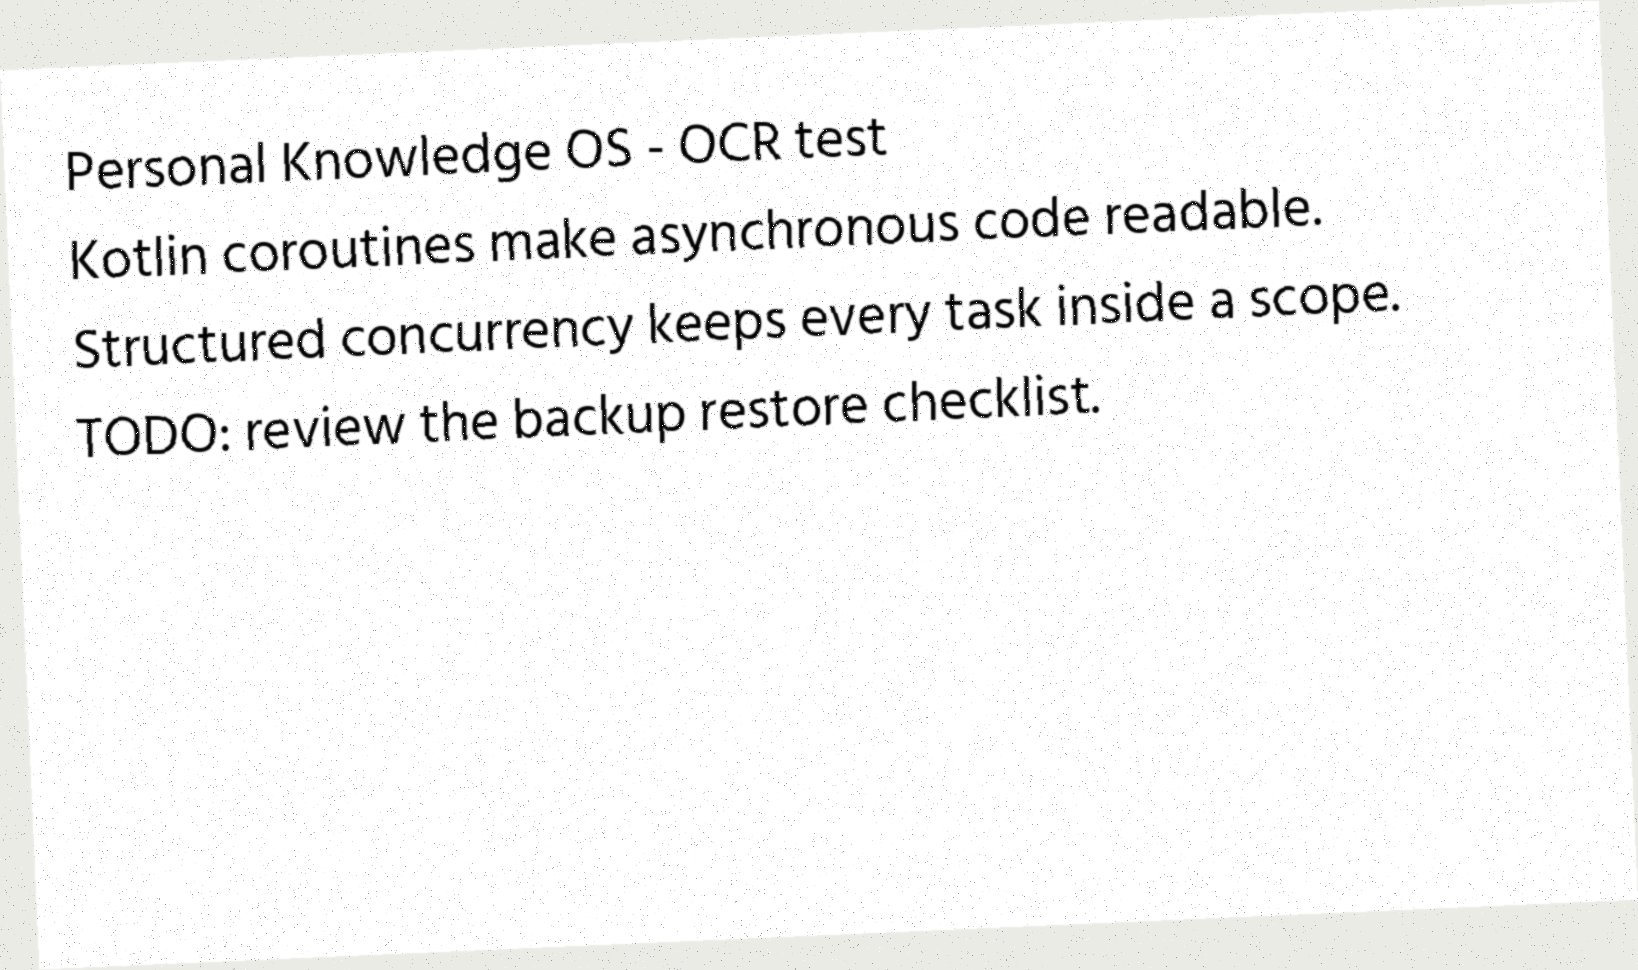 Personal Knowledge OS - OCR test
Kotlin coroutines make asynchronous code readable.
Structured concurrency keeps every task inside a scope.
TODO: review the backup restore checklist.